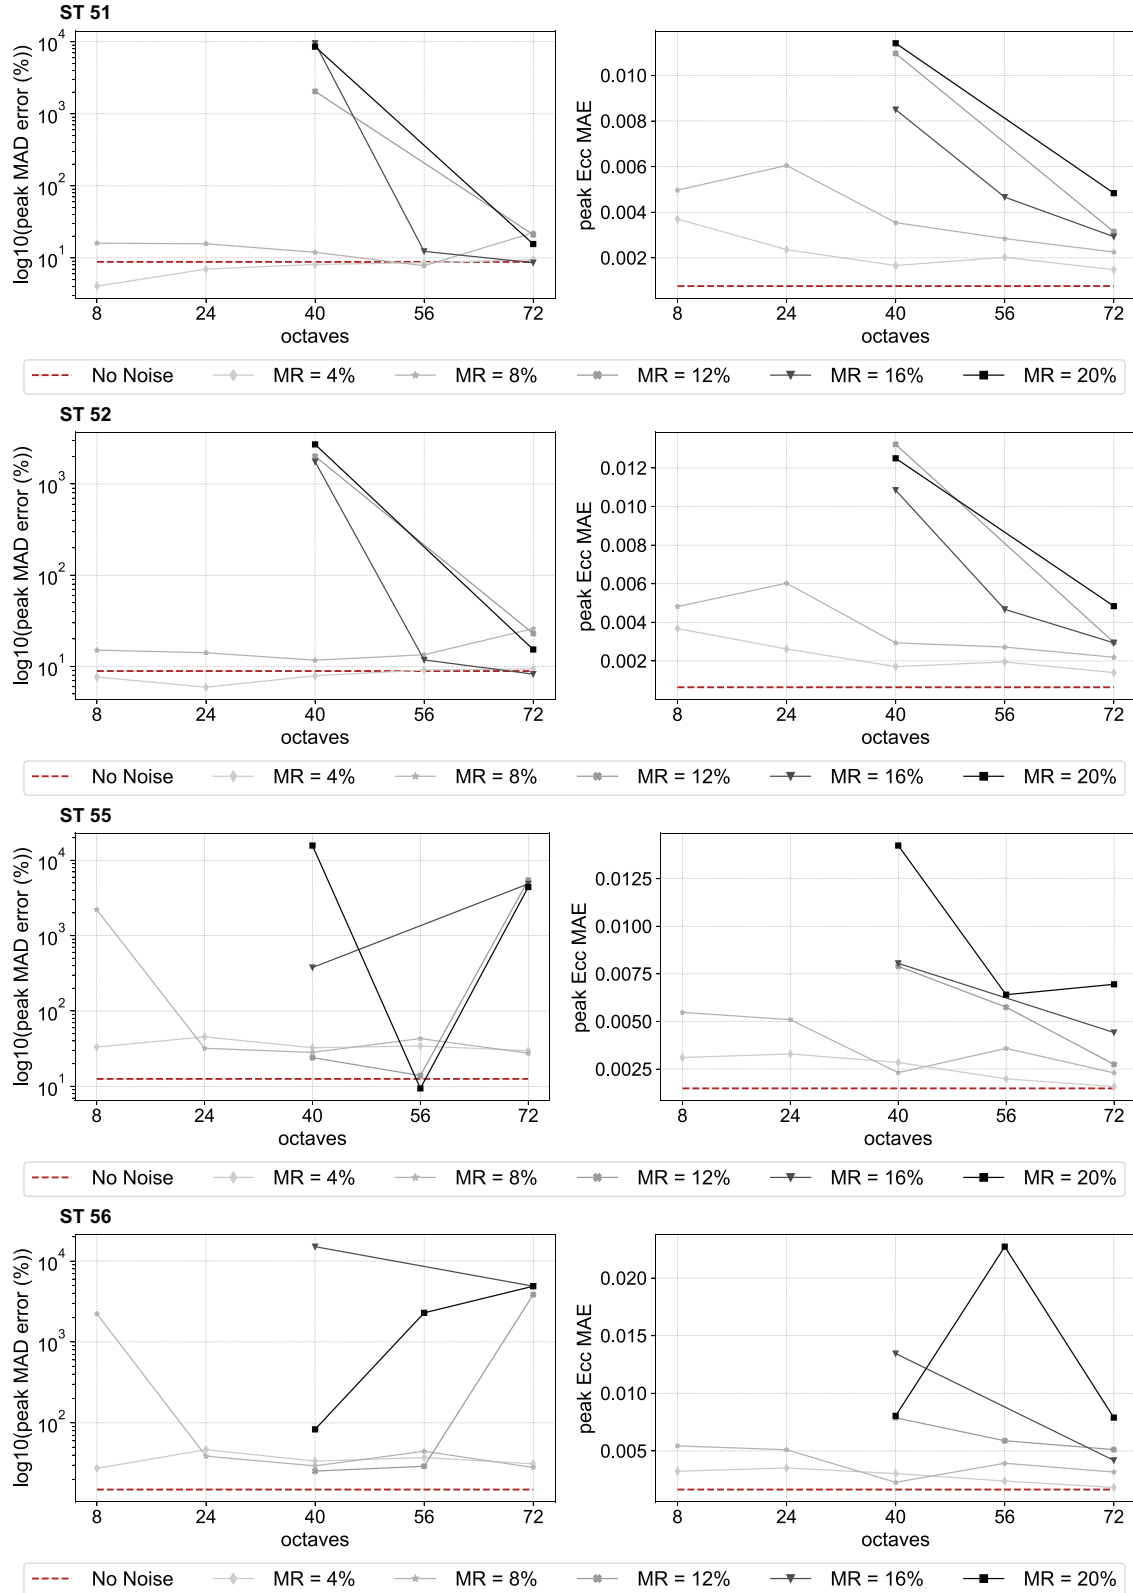 ST 51
log10(peak MAD error (%))
10^4
10^3
10^2
10^1
8 24 40 56 72
octaves
peak Ecc MAE
0.010
0.008
0.006
0.004
0.002
8 24 40 56 72
octaves
No Noise MR = 4% MR = 8% MR = 12% MR = 16% MR = 20%
ST 52
log10(peak MAD error (%))
10^3
10^2
10^1
8 24 40 56 72
octaves
peak Ecc MAE
0.012
0.010
0.008
0.006
0.004
0.002
8 24 40 56 72
octaves
No Noise MR = 4% MR = 8% MR = 12% MR = 16% MR = 20%
ST 55
log10(peak MAD error (%))
10^4
10^3
10^2
10^1
8 24 40 56 72
octaves
peak Ecc MAE
0.0125
0.0100
0.0075
0.0050
0.0025
8 24 40 56 72
octaves
No Noise MR = 4% MR = 8% MR = 12% MR = 16% MR = 20%
ST 56
log10(peak MAD error (%))
10^4
10^3
10^2
8 24 40 56 72
octaves
peak Ecc MAE
0.020
0.015
0.010
0.005
8 24 40 56 72
octaves
No Noise MR = 4% MR = 8% MR = 12% MR = 16% MR = 20%